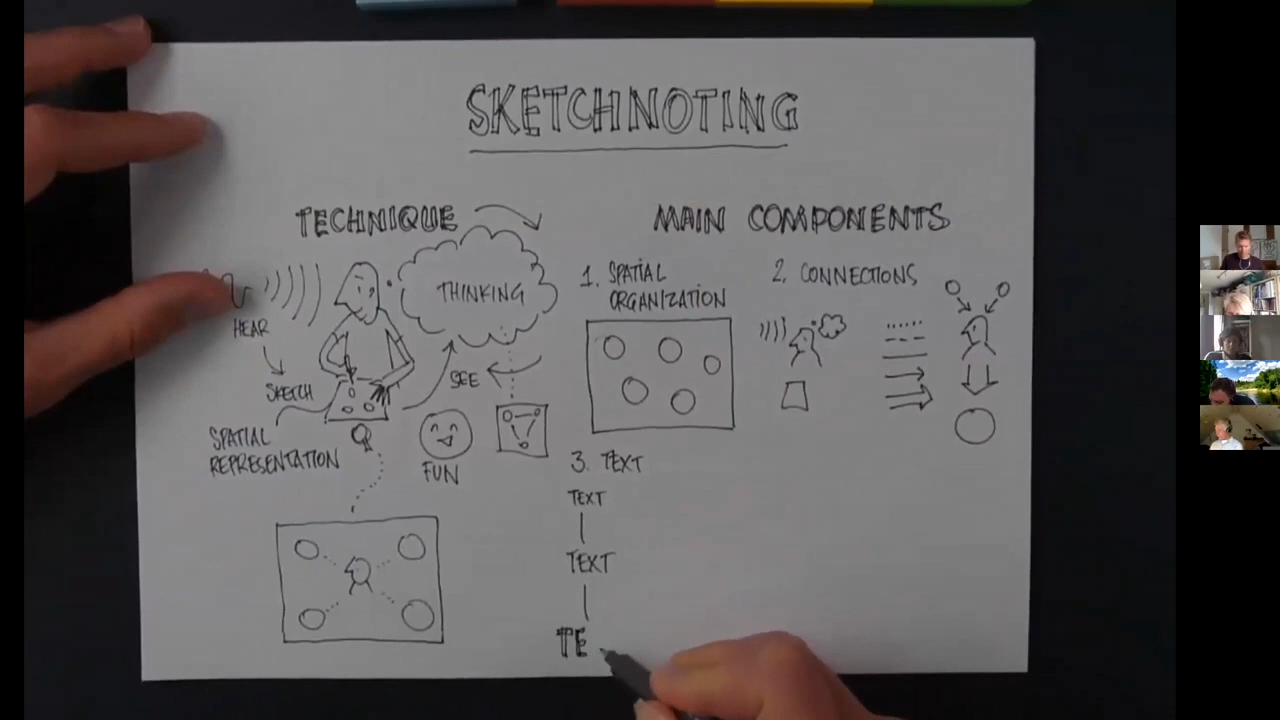 SKETCHNOTING
TECHNIQUE
THINKING
HEAR
SKETCH
SEE
SPATIAL
REPRESENTATION
FUN
MAIN COMPONENTS
1. SPATIAL
ORGANIZATION
2. CONNECTIONS
3. TEXT
TEXT
TEXT
TE